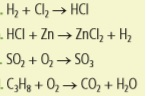 . H₂ + Cl₂ → HCl
. HCl + Zn → ZnCl₂ + H₂
. SO₂ + O₂ → SO₃
. C₃H₈ + O₂ → CO₂ + H₂O